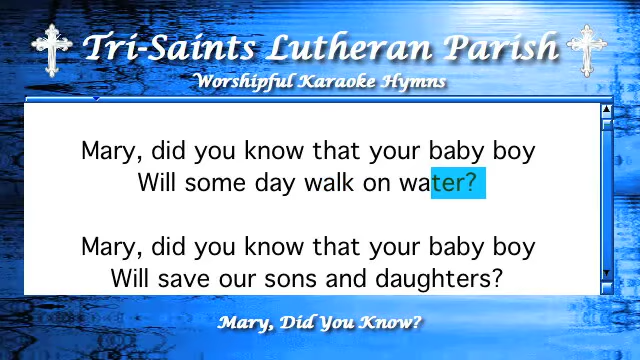 Tri-Saints Lutheran Parish
Worshipful Karaoke Hymns
Mary, did you know that your baby boy
Will some day walk on water?
Mary, did you know that your baby boy
Will save our sons and daughters?
Mary, Did You Know?